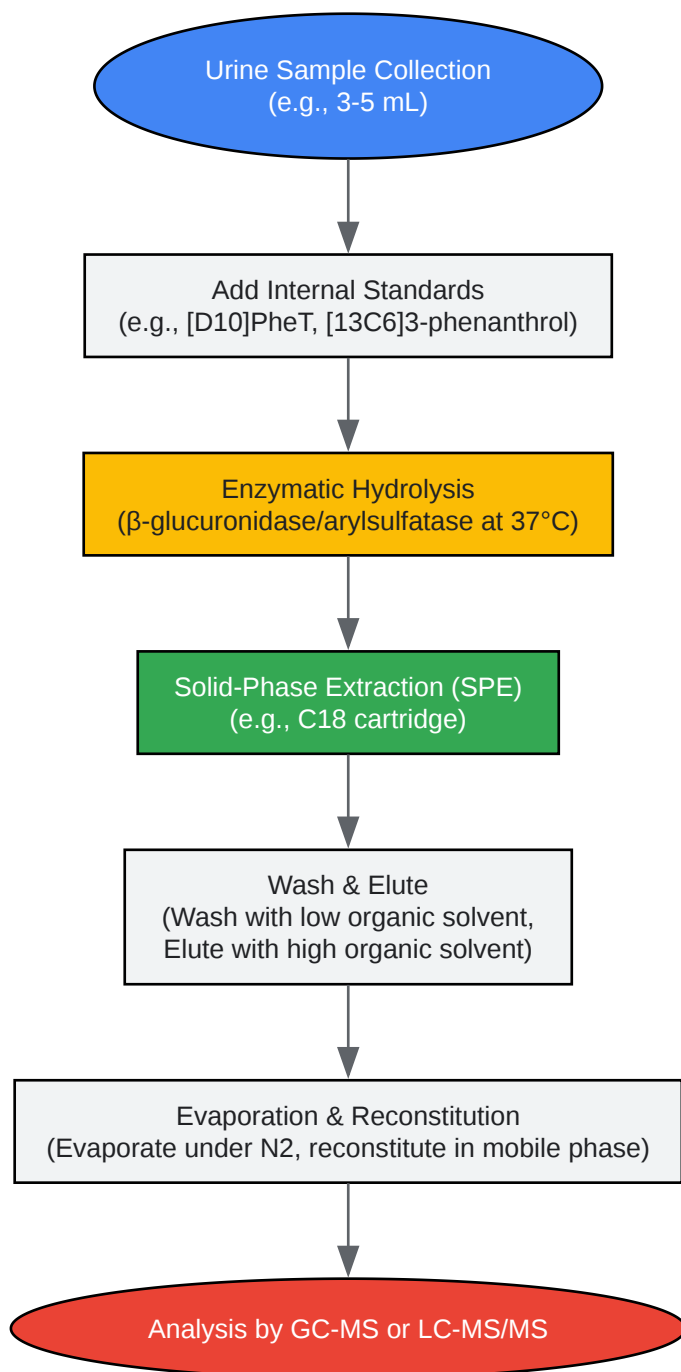 Urine Sample Collection
(e.g., 3-5 mL)
Add Internal Standards
(e.g., [D10]PheT, [13C6]3-phenanthrol)
Enzymatic Hydrolysis
(β-glucuronidase/arylsulfatase at 37°C)
Solid-Phase Extraction (SPE)
(e.g., C18 cartridge)
Wash & Elute
(Wash with low organic solvent,
Elute with high organic solvent)
Evaporation & Reconstitution
(Evaporate under N2, reconstitute in mobile phase)
Analysis by GC-MS or LC-MS/MS